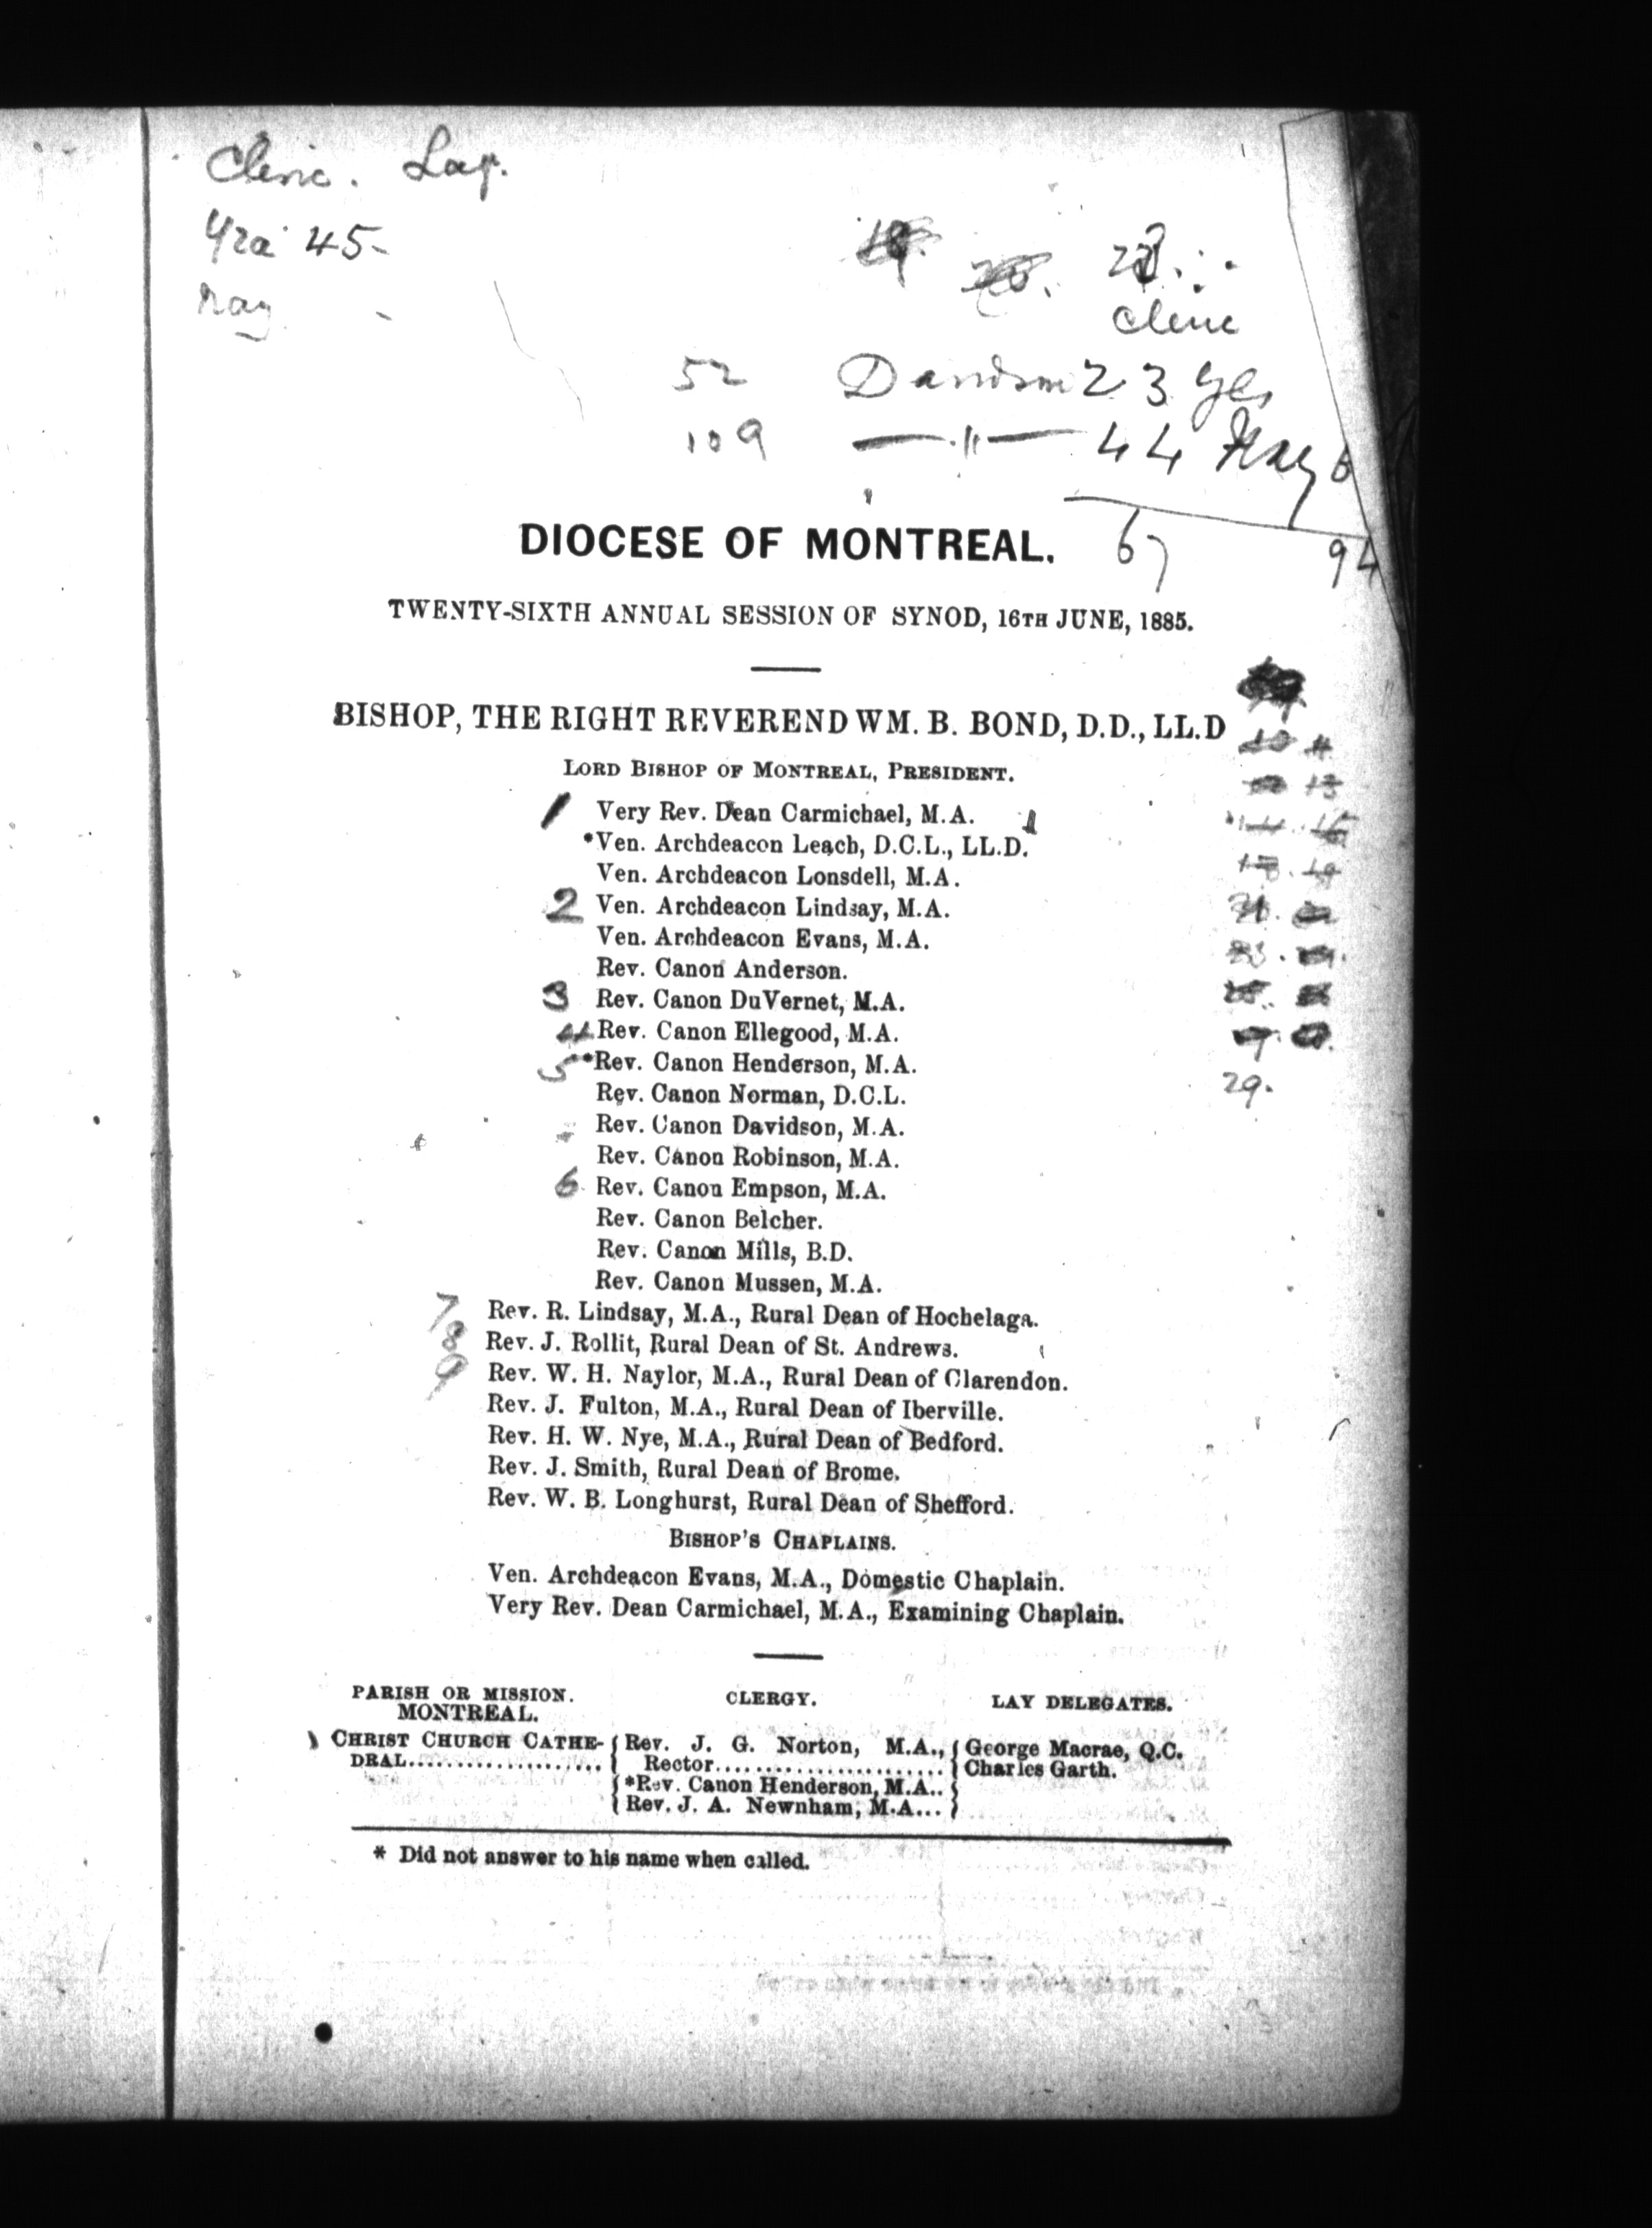 Cleric. Lay.
45
Nay
28.
Cleric
52 Davidson 23 yes
109 —"— 44 Nay 6
67 94
DIOCESE OF MONTREAL.
TWENTY-SIXTH ANNUAL SESSION OF SYNOD, 16TH JUNE, 1885.
BISHOP, THE RIGHT REVEREND WM. B. BOND, D.D., LL.D
LORD BISHOP OF MONTREAL, PRESIDENT.
1 Very Rev. Dean Carmichael, M.A. 1
*Ven. Archdeacon Leach, D.C.L., LL.D.
Ven. Archdeacon Lonsdell, M.A.
2 Ven. Archdeacon Lindsay, M.A.
Ven. Archdeacon Evans, M.A.
Rev. Canon Anderson.
3 Rev. Canon DuVernet, M.A.
4 Rev. Canon Ellegood, M.A.
5 *Rev. Canon Henderson, M.A.
29.
Rev. Canon Norman, D.C.L.
Rev. Canon Davidson, M.A.
Rev. Canon Robinson, M.A.
6 Rev. Canon Empson, M.A.
Rev. Canon Belcher.
Rev. Canon Mills, B.D.
Rev. Canon Mussen, M.A.
7 Rev. R. Lindsay, M.A., Rural Dean of Hochelaga.
8 Rev. J. Rollit, Rural Dean of St. Andrews.
9 Rev. W. H. Naylor, M.A., Rural Dean of Clarendon.
Rev. J. Fulton, M.A., Rural Dean of Iberville.
Rev. H. W. Nye, M.A., Rural Dean of Bedford.
Rev. J. Smith, Rural Dean of Brome.
Rev. W. B. Longhurst, Rural Dean of Shefford.
BISHOP'S CHAPLAINS.
Ven. Archdeacon Evans, M.A., Domestic Chaplain.
Very Rev. Dean Carmichael, M.A., Examining Chaplain.
PARISH OR MISSION. CLERGY. LAY DELEGATES.
MONTREAL.
CHRIST CHURCH CATHE- { Rev. J. G. Norton, M.A., { George Macrae, Q.C.
DRAL.................... { Rector....................... { Charles Garth.
{ *Rev. Canon Henderson, M.A.. }
{ Rev. J. A. Newnham, M.A... }
* Did not answer to his name when called.